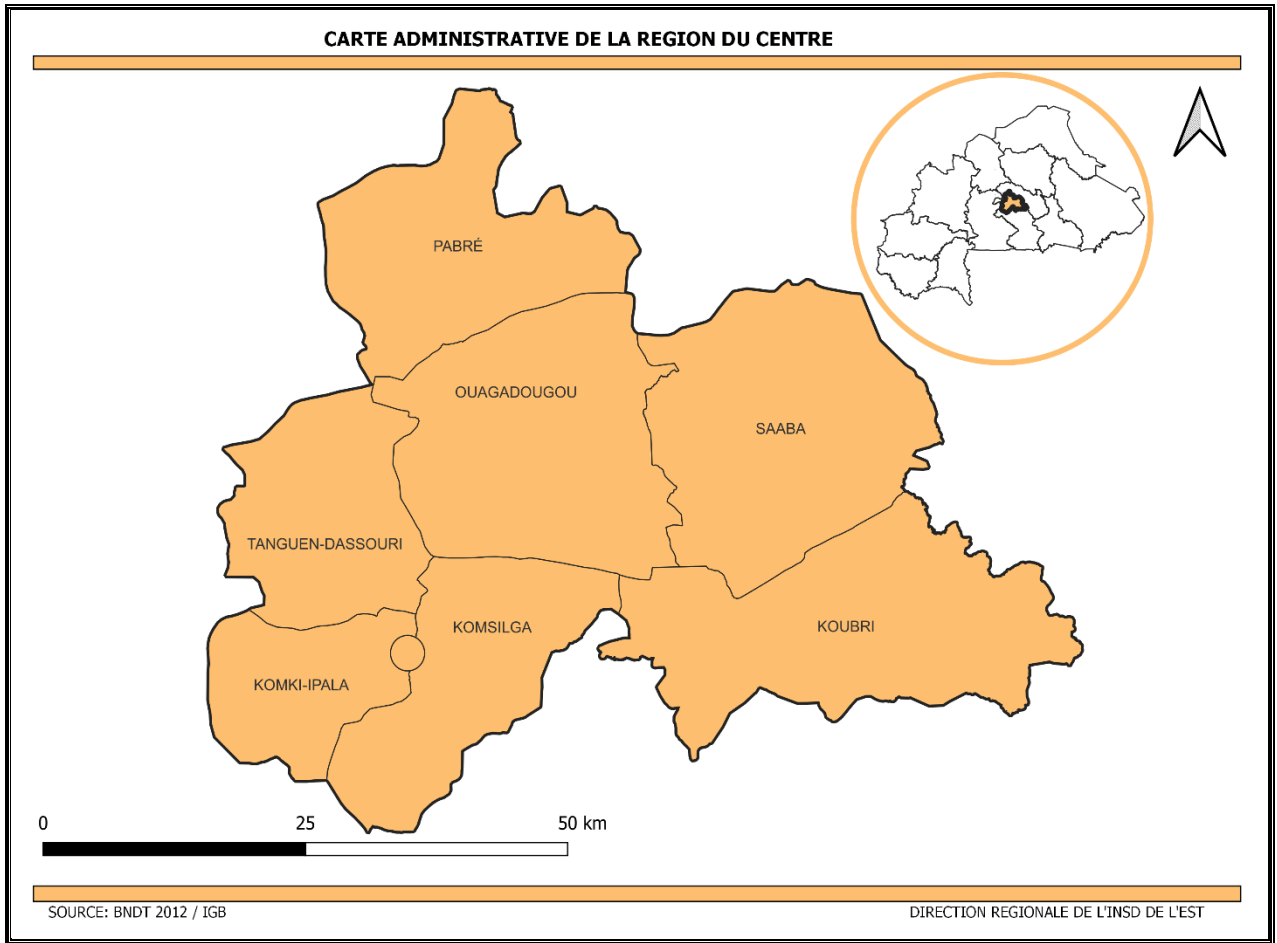 CARTE ADMINISTRATIVE DE LA REGION DU CENTRE
PABRÉ
OUAGADOUGOU
SAABA
TANGUEN-DASSOURI
KOMSILGA
KOUBRI
KOMKI-IPALA
0 25 50 km
SOURCE: BNDT 2012 / IGB
DIRECTION REGIONALE DE L'INSD DE L'EST